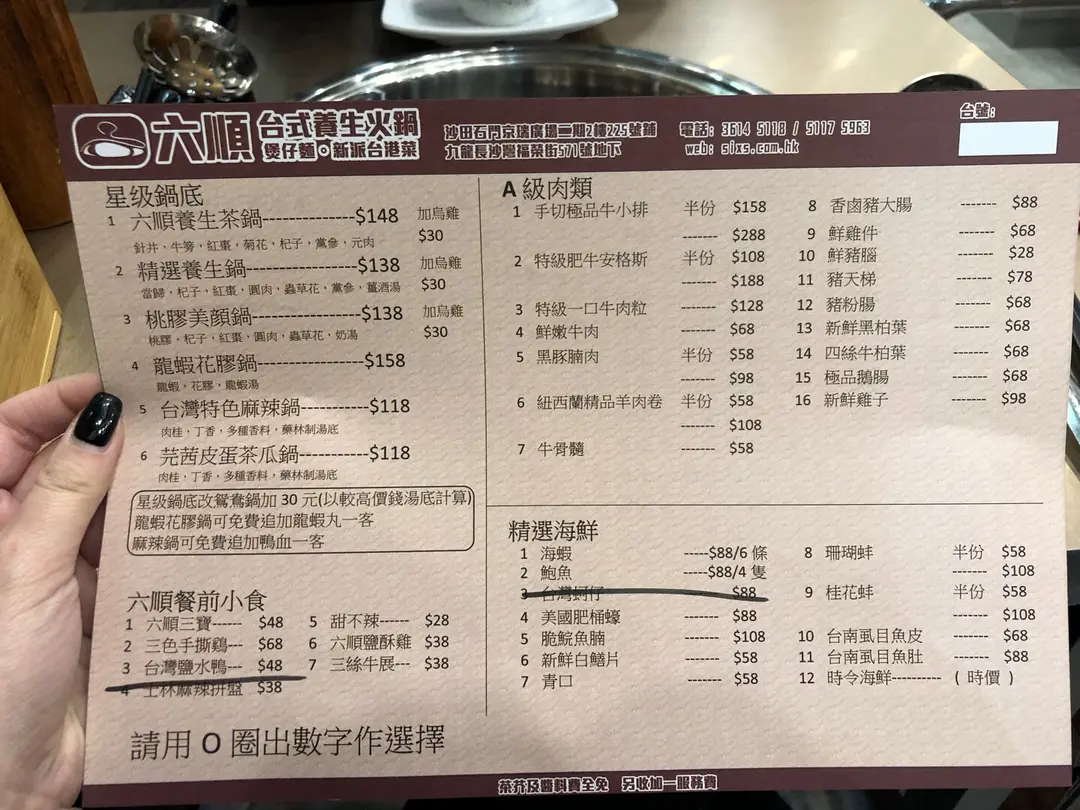 六順 台式養生火鍋
煲仔麵・新派台港菜
沙田石門京瑞廣場二期2樓225號舖
九龍長沙灣福榮街571號地下
電話: 3614 5118 / 5117 5963
web: sixs.com.hk
台號:
星级鍋底
1 六順養生茶鍋--------------$148 加烏雞
針井，牛蒡，紅棗，菊花，杞子，黨參，元肉 $30
2 精選養生鍋-----------------$138 加烏雞
當歸，杞子，紅棗，圓肉，蟲草花，黨參，薑酒湯 $30
3 桃膠美顔鍋----------------$138 加烏雞
桃膠，杞子，紅棗，圓肉，蟲草花，奶湯 $30
4 龍蝦花膠鍋----------------$158
龍蝦，花膠，龍蝦湯
5 台灣特色麻辣鍋-----------$118
肉桂，丁香，多種香料，藥林制湯底
6 芫茜皮蛋茶瓜鍋-----------$118
肉桂，丁香，多種香料，藥林制湯底
星级鍋底改鴛鴦鍋加 30 元(以較高價錢湯底計算)
龍蝦花膠鍋可免費追加龍蝦丸一客
麻辣鍋可免費追加鴨血一客
六順餐前小食
1 六順三寶------ $48 5 甜不辣------ $28
2 三色手撕鷄--- $68 6 六順鹽酥雞 $38
3 台灣鹽水鴨--- $48 7 三絲牛展--- $38
4 士林麻辣拼盤 $38
請用 O 圈出數字作選擇
A 級肉類
1 手切極品牛小排 半份 $158
------- $288
2 特級肥牛安格斯 半份 $108
------- $188
3 特級一口牛肉粒 ------- $128
4 鮮嫩牛肉 ------- $68
5 黑豚腩肉 半份 $58
------- $98
6 紐西蘭精品羊肉卷 半份 $58
------- $108
7 牛骨髓 ------- $58
8 香鹵豬大腸 ------- $88
9 鮮雞件 ------- $68
10 鮮豬腦 ------- $28
11 豬天梯 ------- $78
12 豬粉腸 ------- $68
13 新鮮黑柏葉 ------- $68
14 四絲牛柏葉 ------- $68
15 極品鵝腸 ------- $68
16 新鮮雞子 ------- $98
精選海鮮
1 海蝦 -----$88/6 條
2 鮑魚 -----$88/4 隻
3 台灣蚵仔 $88
4 美國肥桶蠔 ------- $88
5 脆鯇魚腩 ------- $108
6 新鮮白鱔片 ------- $58
7 青口 ------- $58
8 珊瑚蚌 半份 $58
------- $108
9 桂花蚌 半份 $58
------- $108
10 台南虱目魚皮 ------- $68
11 台南虱目魚肚 ------- $88
12 時令海鮮---------- ( 時價 )
茶芥及醬料費全免 另收加一服務費